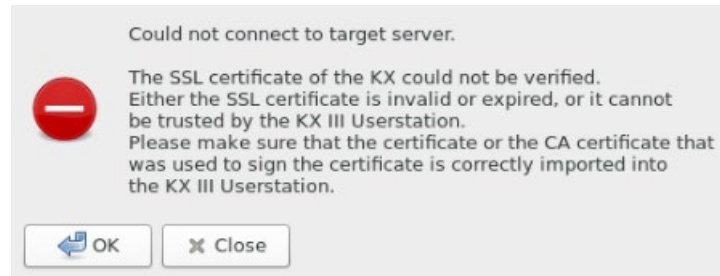 Could not connect to target server.
The SSL certificate of the KX could not be verified.
Either the SSL certificate is invalid or expired, or it cannot
be trusted by the KX III Userstation.
Please make sure that the certificate or the CA certificate that
was used to sign the certificate is correctly imported into
the KX III Userstation.
OK
Close